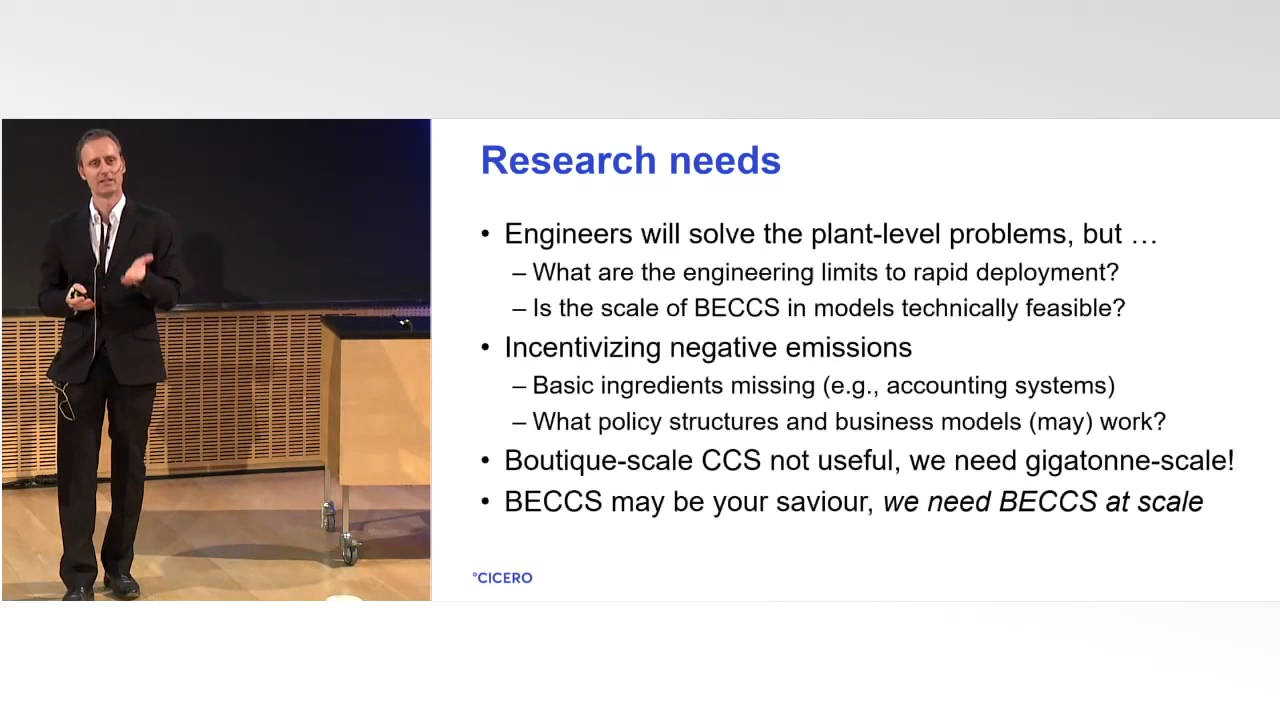 Research needs
• Engineers will solve the plant-level problems, but …
– What are the engineering limits to rapid deployment?
– Is the scale of BECCS in models technically feasible?
• Incentivizing negative emissions
– Basic ingredients missing (e.g., accounting systems)
– What policy structures and business models (may) work?
• Boutique-scale CCS not useful, we need gigatonne-scale!
• BECCS may be your saviour, we need BECCS at scale
°CICERO